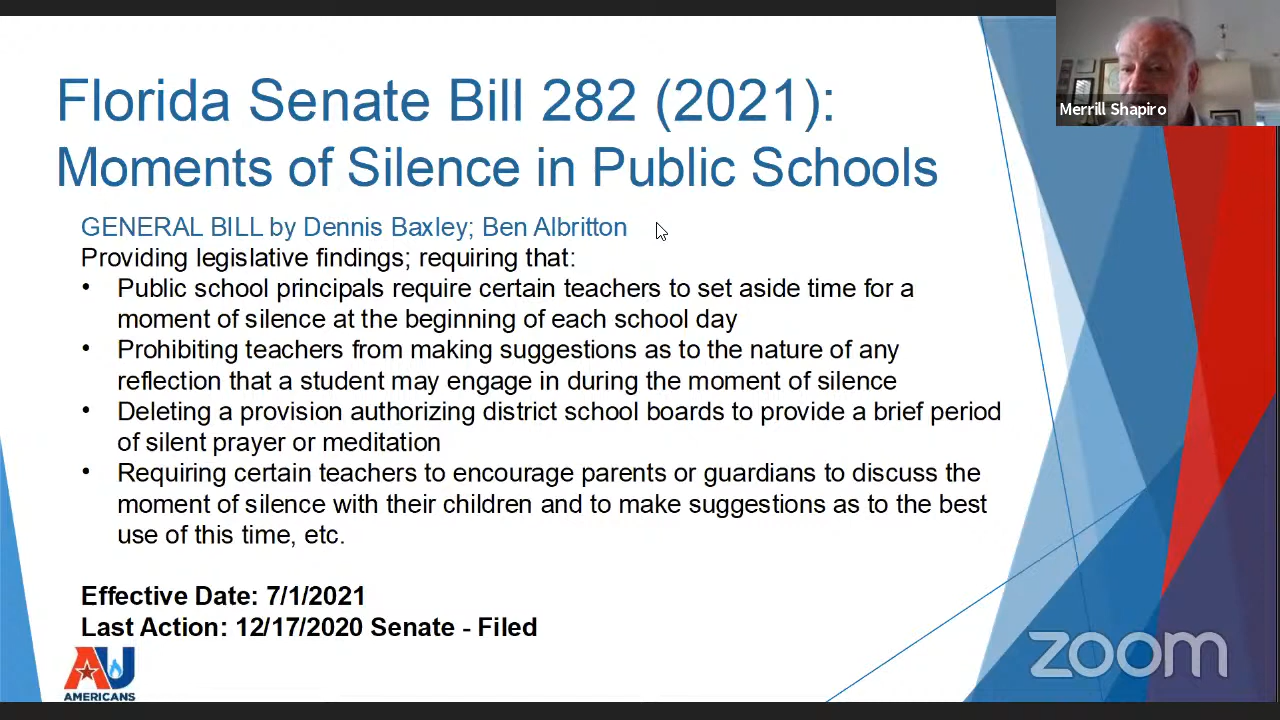 Florida Senate Bill 282 (2021):
Moments of Silence in Public Schools
Merrill Shapiro
GENERAL BILL by Dennis Baxley; Ben Albritton
Providing legislative findings; requiring that:
• Public school principals require certain teachers to set aside time for a
moment of silence at the beginning of each school day
• Prohibiting teachers from making suggestions as to the nature of any
reflection that a student may engage in during the moment of silence
• Deleting a provision authorizing district school boards to provide a brief period
of silent prayer or meditation
• Requiring certain teachers to encourage parents or guardians to discuss the
moment of silence with their children and to make suggestions as to the best
use of this time, etc.
Effective Date: 7/1/2021
Last Action: 12/17/2020 Senate - Filed
AU
AMERICANS
zoom